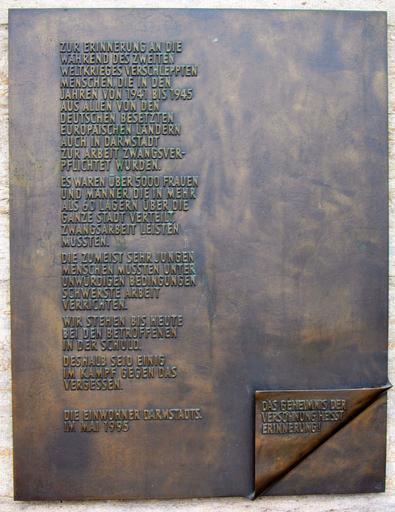 ZUR ERINNERUNG AN DIE
WÄHREND DES ZWEITEN
WELTKRIEGES VERSCHLEPPTEN
MENSCHEN DIE IN DEN
JAHREN VON 1941 BIS 1945
AUS ALLEN VON DEN
DEUTSCHEN BESETZTEN
EUROPÄISCHEN LÄNDERN
AUCH IN DARMSTADT
ZUR ARBEIT ZWANGSVER-
PFLICHTET WURDEN.
ES WAREN ÜBER 5000 FRAUEN
UND MÄNNER DIE IN MEHR
ALS 60 LAGERN ÜBER DIE
GANZE STADT VERTEILT
ZWANGSARBEIT LEISTEN
MUSSTEN.
DIE ZUMEIST SEHR JUNGEN
MENSCHEN MUSSTEN UNTER
UNWÜRDIGEN BEDINGUNGEN
SCHWERSTE ARBEIT
VERRICHTEN.
WIR STEHEN BIS HEUTE
BEI DEN BETROFFENEN
IN DER SCHULD.
DESHALB SEID EINIG
IM KAMPF GEGEN DAS
VERGESSEN.
DIE EINWOHNER DARMSTADTS.
IM MAI 1995
DAS GEHEIMNIS DER
VERSÖHNUNG HEISST
ERINNERUNG!